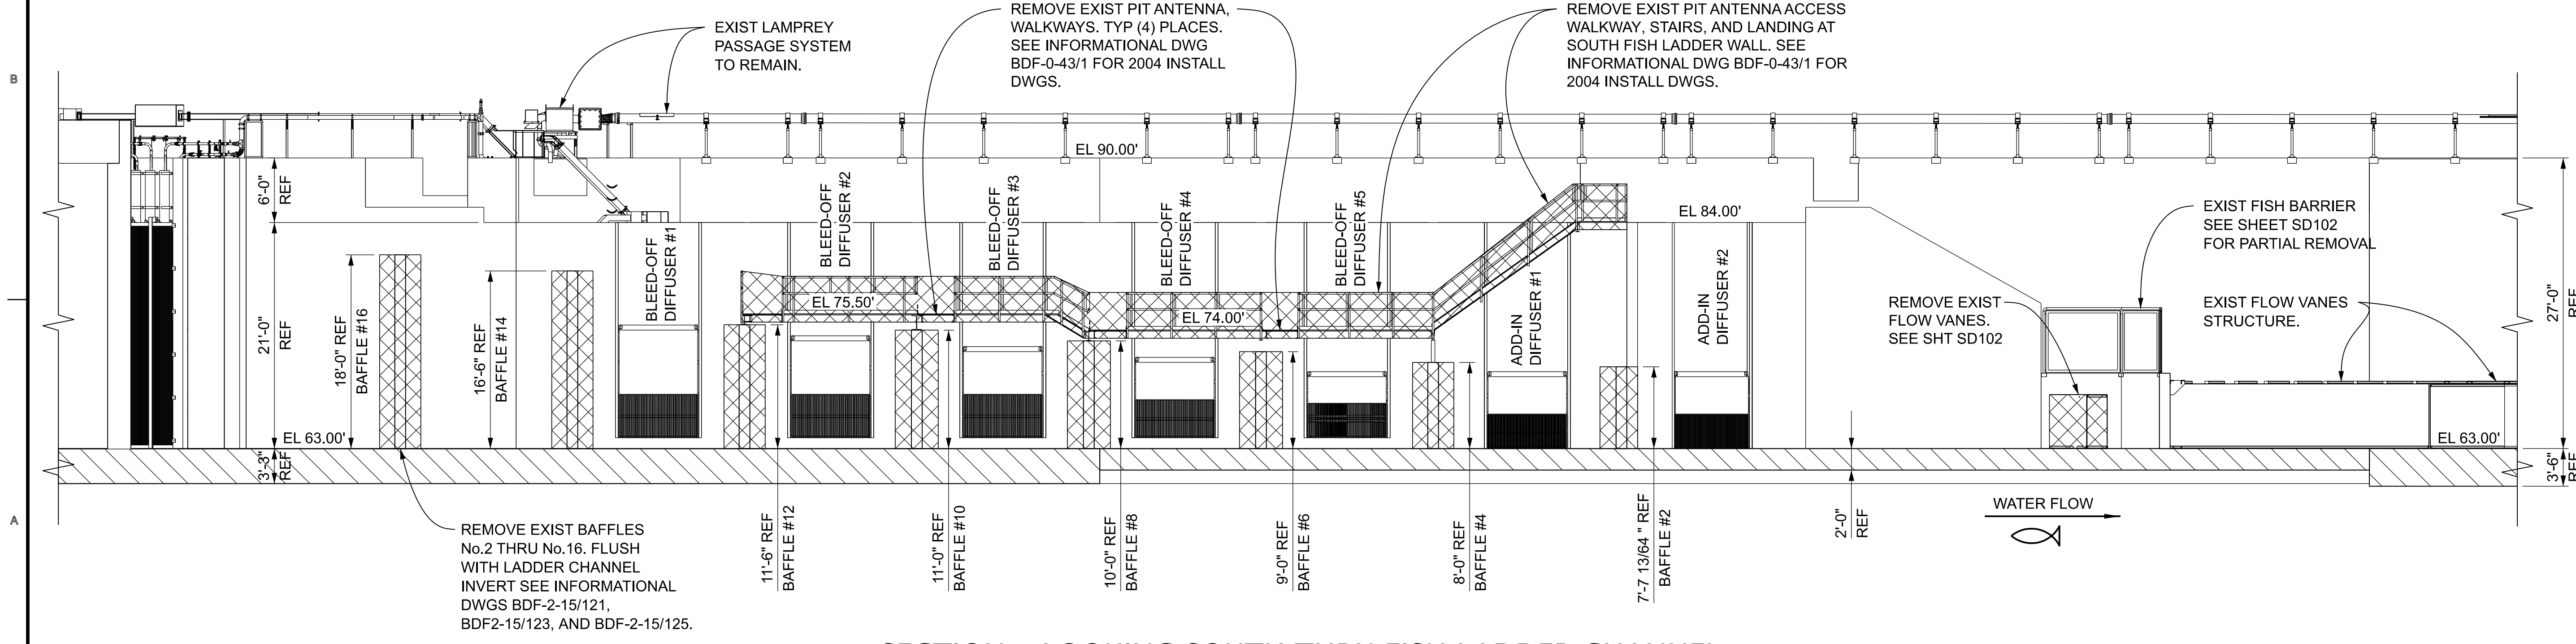 EXIST LAMPREY
PASSAGE SYSTEM
TO REMAIN.
REMOVE EXIST PIT ANTENNA,
WALKWAYS. TYP (4) PLACES.
SEE INFORMATIONAL DWG
BDF-0-43/1 FOR 2004 INSTALL
DWGS.
REMOVE EXIST PIT ANTENNA ACCESS
WALKWAY, STAIRS, AND LANDING AT
SOUTH FISH LADDER WALL. SEE
INFORMATIONAL DWG BDF-0-43/1 FOR
2004 INSTALL DWGS.
B
EL 90.00'
6'-0"
REF
21'-0"
REF
3'-3"
REF
EL 63.00'
18'-0" REF
BAFFLE #16
16'-6" REF
BAFFLE #14
BLEED-OFF
DIFFUSER #1
BLEED-OFF
DIFFUSER #2
BLEED-OFF
DIFFUSER #3
BLEED-OFF
DIFFUSER #4
BLEED-OFF
DIFFUSER #5
EL 75.50'
EL 74.00'
ADD-IN
DIFFUSER #1
EL 84.00'
ADD-IN
DIFFUSER #2
EXIST FISH BARRIER
SEE SHEET SD102
FOR PARTIAL REMOVAL
REMOVE EXIST
FLOW VANES.
SEE SHT SD102
EXIST FLOW VANES
STRUCTURE.
27'-0"
REF
EL 63.00'
3'-6"
REF
A
REMOVE EXIST BAFFLES
No.2 THRU No.16. FLUSH
WITH LADDER CHANNEL
INVERT SEE INFORMATIONAL
DWGS BDF-2-15/121,
BDF2-15/123, AND BDF-2-15/125.
11'-6" REF
BAFFLE #12
11'-0" REF
BAFFLE #10
10'-0" REF
BAFFLE #8
9'-0" REF
BAFFLE #6
8'-0" REF
BAFFLE #4
7'-7 13/64 " REF
BAFFLE #2
2'-0"
REF
WATER FLOW